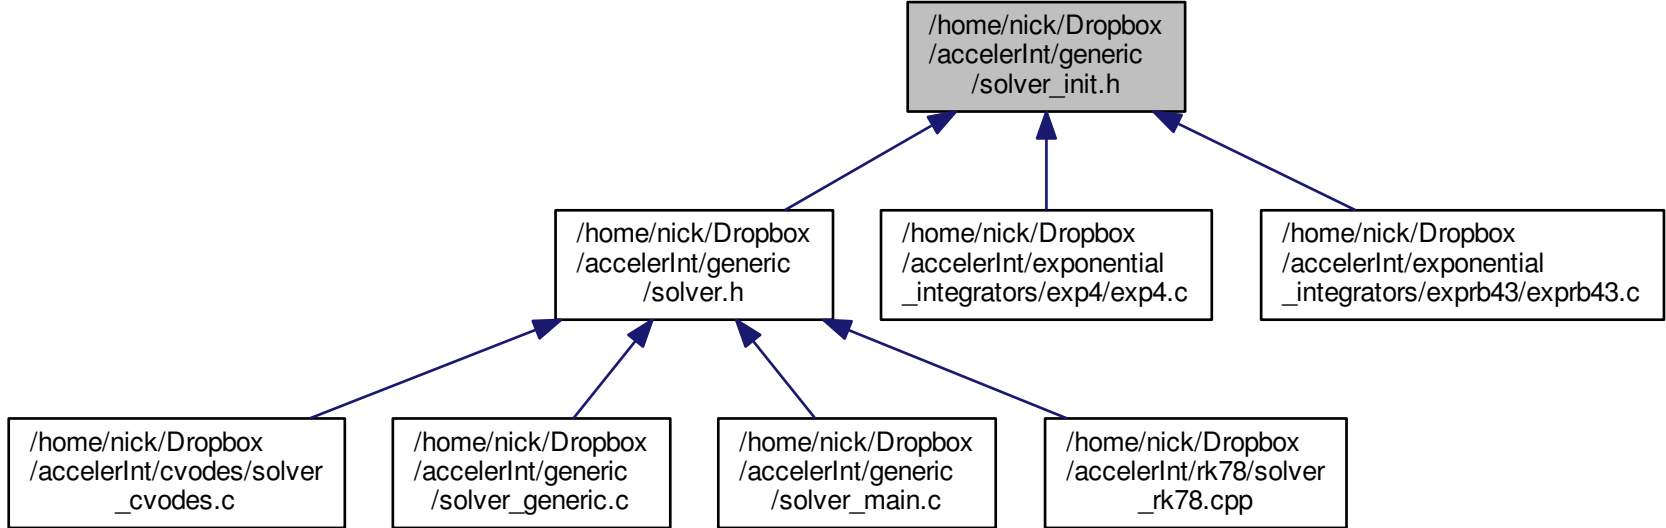 /home/nick/Dropbox
/accelerInt/generic
/solver_init.h
/home/nick/Dropbox
/accelerInt/generic
/solver.h
/home/nick/Dropbox
/accelerInt/exponential
_integrators/exp4/exp4.c
/home/nick/Dropbox
/accelerInt/exponential
_integrators/exprb43/exprb43.c
/home/nick/Dropbox
/accelerInt/cvodes/solver
_cvodes.c
/home/nick/Dropbox
/accelerInt/generic
/solver_generic.c
/home/nick/Dropbox
/accelerInt/generic
/solver_main.c
/home/nick/Dropbox
/accelerInt/rk78/solver
_rk78.cpp